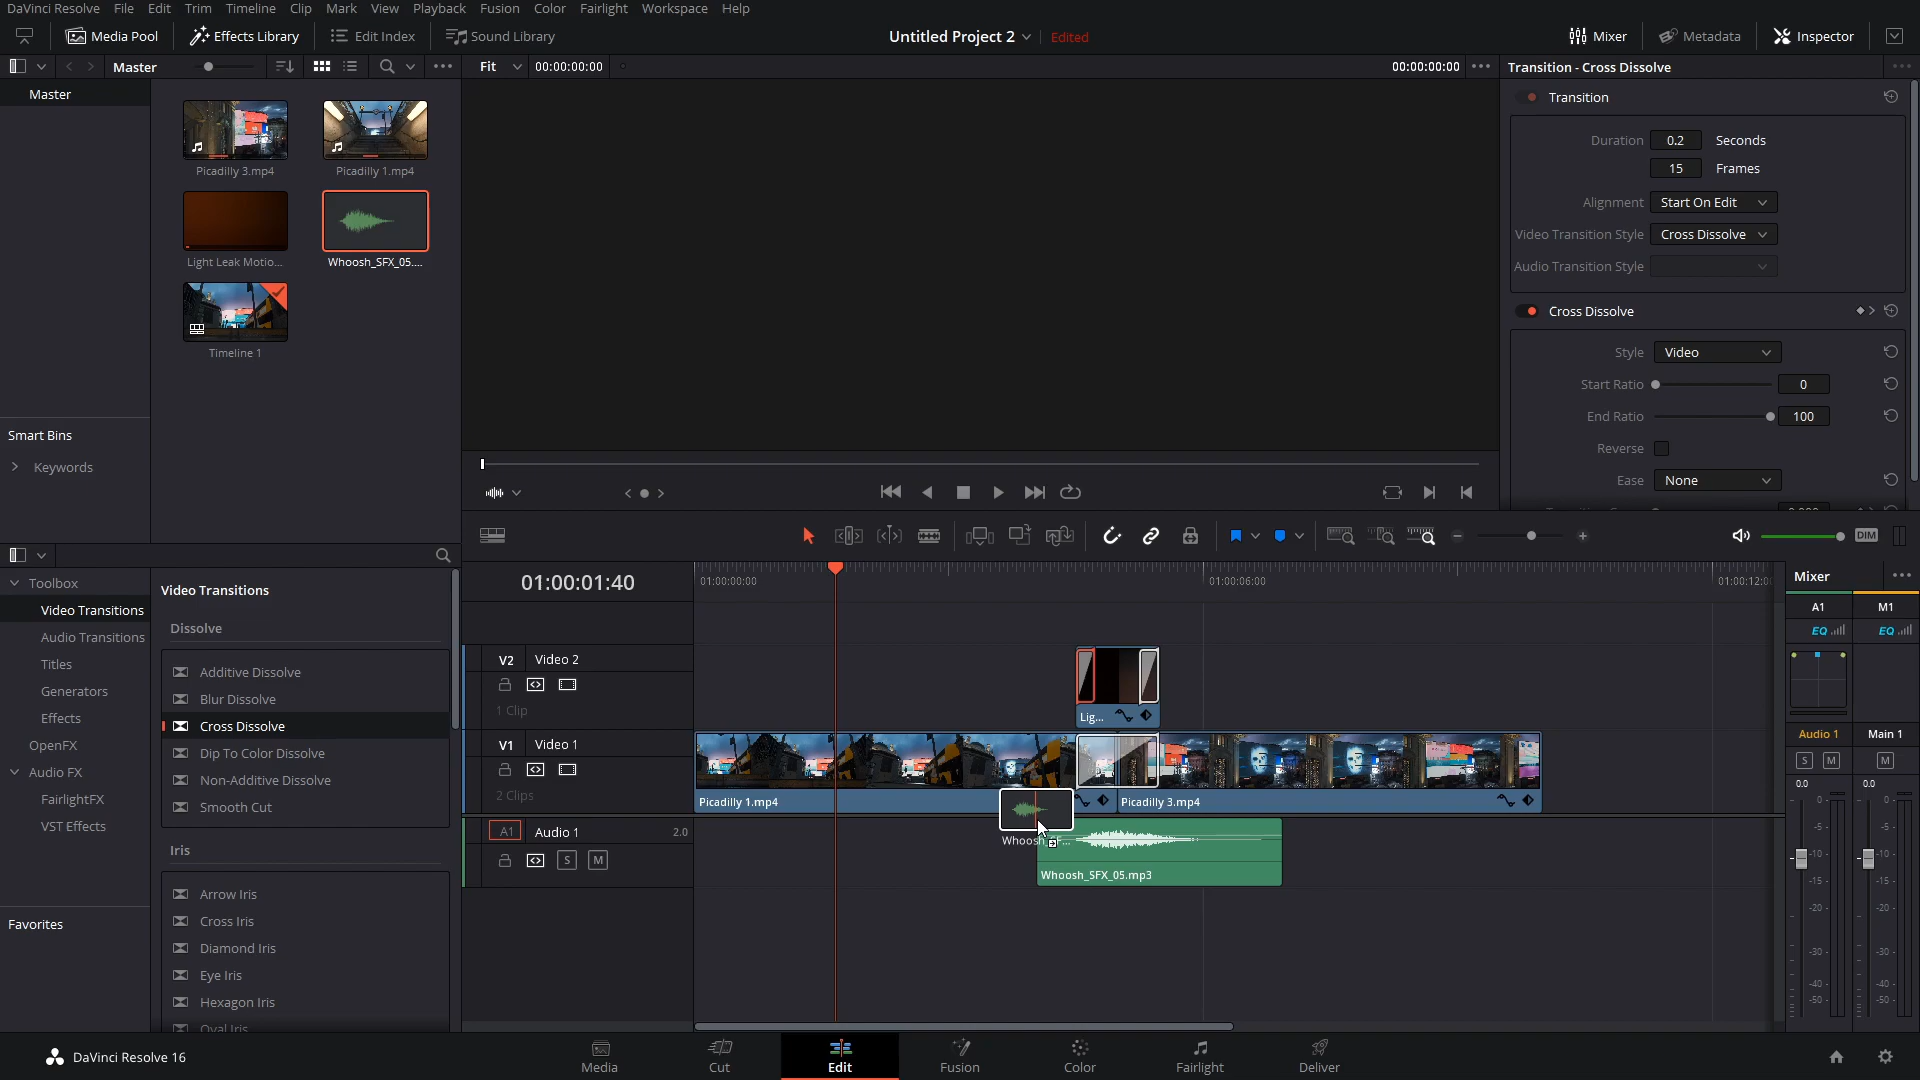 DaVinci Resolve File Edit Trim Timeline Clip Mark View Playback Fusion Color Fairlight Workspace Help
Media Pool Effects Library Edit Index Sound Library Untitled Project 2 Edited Mixer Metadata Inspector
Master Fit 00:00:00:00 00:00:00:00 Transition - Cross Dissolve
Master
Transition
Duration 0.2 Seconds
15 Frames
Picadilly 3.mp4 Picadilly 1.mp4
Alignment Start On Edit
Video Transition Style Cross Dissolve
Light Leak Motio... Whoosh_SFX_05....
Audio Transition Style
Cross Dissolve
Timeline 1
Style Video
Start Ratio 0
End Ratio 100
Smart Bins
Reverse
Keywords
Ease None
DIM
Toolbox
Video Transitions
Audio Transitions
Titles
Generators
Effects
OpenFX
Audio FX
FairlightFX
VST Effects
Favorites
Video Transitions
Dissolve
Additive Dissolve
Blur Dissolve
Cross Dissolve
Dip To Color Dissolve
Non-Additive Dissolve
Smooth Cut
Iris
Arrow Iris
Cross Iris
Diamond Iris
Eye Iris
Hexagon Iris
Oval Iris
01:00:01:40
01:00:00:00 01:00:06:00 01:00:12:0
V2 Video 2
1 Clip
Lig...
V1 Video 1
2 Clips
Picadilly 1.mp4 Picadilly 3.mp4
A1 Audio 1 2.0
S M
Whoosh_SFX_05.mp3
Mixer
A1 M1
EQ EQ
Audio 1 Main 1
S M M
0.0 0.0
0- 0-
-5- -5-
-10- -10-
-15- -15-
-20- -20-
-30- -30-
-40- -40-
-50- -50-
DaVinci Resolve 16 Media Cut Edit Fusion Color Fairlight Deliver